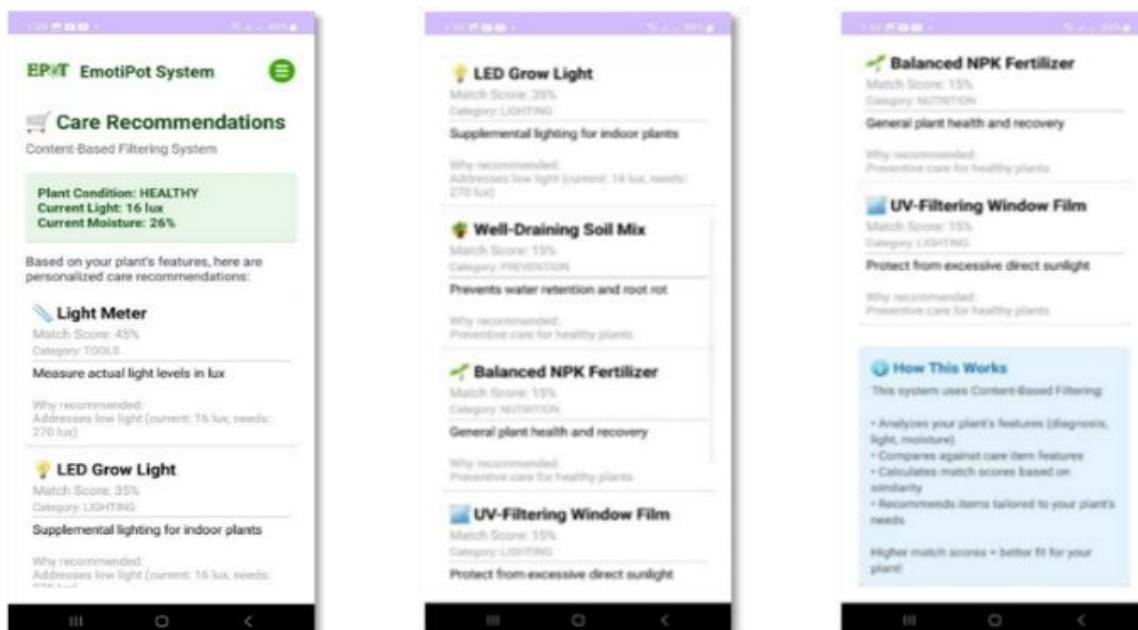 EPOT EmotiPot System
Care Recommendations
Content-Based Filtering System
Plant Condition: HEALTHY
Current Light: 16 lux
Current Moisture: 26%
Based on your plant's features, here are
personalized care recommendations:
Light Meter
Match Score: 45%
Category: TOOLS
Measure actual light levels in lux
Why recommended:
Addresses low light (current: 16 lux, needs:
270 lux)
LED Grow Light
Match Score: 35%
Category: LIGHTING
Supplemental lighting for indoor plants
Why recommended:
Addresses low light (current: 16 lux, needs:
LED Grow Light
Match Score: 35%
Category: LIGHTING
Supplemental lighting for indoor plants
Why recommended:
Addresses low light (current: 16 lux, needs:
270 lux)
Well-Draining Soil Mix
Match Score: 15%
Category: PREVENTION
Prevents water retention and root rot
Why recommended:
Preventive care for healthy plants
Balanced NPK Fertilizer
Match Score: 15%
Category: NUTRITION
General plant health and recovery
Why recommended:
Preventive care for healthy plants
UV-Filtering Window Film
Match Score: 15%
Category: LIGHTING
Protect from excessive direct sunlight
Balanced NPK Fertilizer
Match Score: 15%
Category: NUTRITION
General plant health and recovery
Why recommended:
Preventive care for healthy plants
UV-Filtering Window Film
Match Score: 15%
Category: LIGHTING
Protect from excessive direct sunlight
Why recommended:
Preventive care for healthy plants
How This Works
This system uses Content-Based Filtering:
• Analyzes your plant's features (diagnosis,
light, moisture)
• Compares against care item features
• Calculates match scores based on
similarity
• Recommends items tailored to your plant's
needs
Higher match scores = better fit for your
plant!